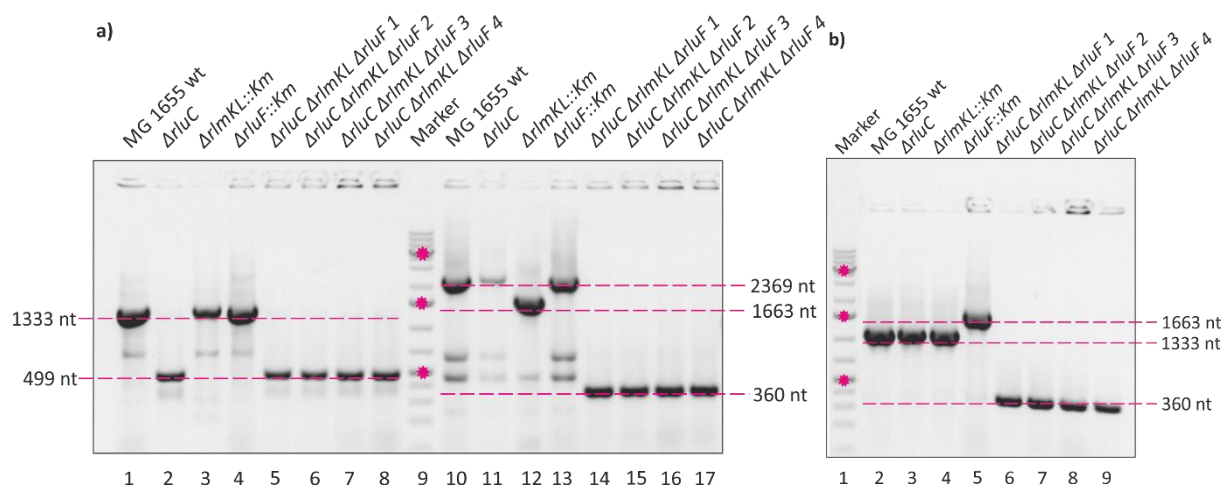 a)
MG 1655 wt
ΔrluC
ΔrlmKL::Km
ΔrluF::Km
ΔrluC ΔrlmKL ΔrluF 1
ΔrluC ΔrlmKL ΔrluF 2
ΔrluC ΔrlmKL ΔrluF 3
ΔrluC ΔrlmKL ΔrluF 4
Marker
MG 1655 wt
ΔrluC
ΔrlmKL::Km
ΔrluF::Km
ΔrluC ΔrlmKL ΔrluF 1
ΔrluC ΔrlmKL ΔrluF 2
ΔrluC ΔrlmKL ΔrluF 3
ΔrluC ΔrlmKL ΔrluF 4
1333 nt
499 nt
2369 nt
1663 nt
360 nt
1 2 3 4 5 6 7 8 9 10 11 12 13 14 15 16 17
b)
Marker
MG 1655 wt
ΔrluC
ΔrlmKL::Km
ΔrluF::Km
ΔrluC ΔrlmKL ΔrluF 1
ΔrluC ΔrlmKL ΔrluF 2
ΔrluC ΔrlmKL ΔrluF 3
ΔrluC ΔrlmKL ΔrluF 4
1663 nt
1333 nt
360 nt
1 2 3 4 5 6 7 8 9